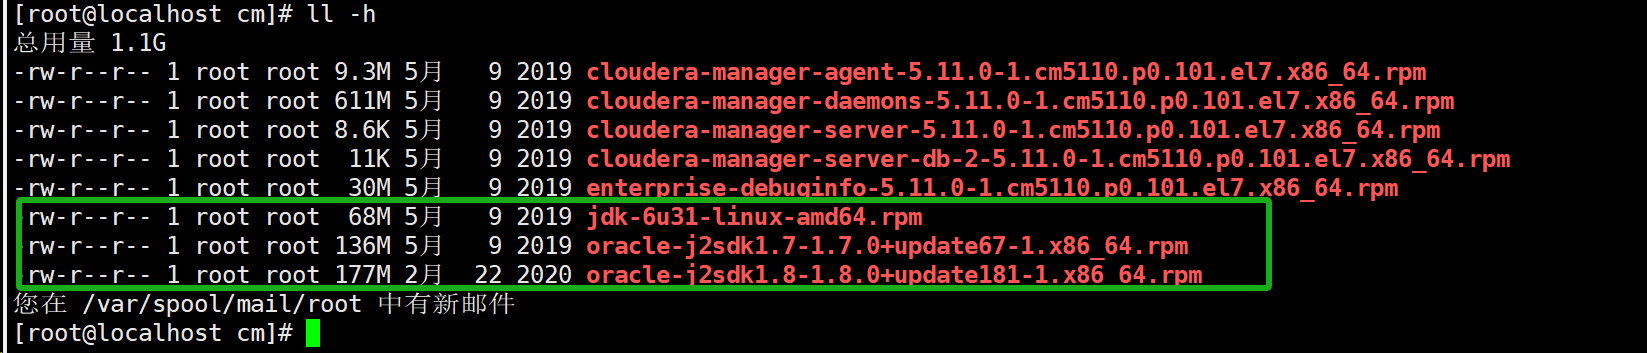 [root@localhost cm]# ll -h
总用量 1.1G
-rw-r--r-- 1 root root 9.3M 5月   9 2019 cloudera-manager-agent-5.11.0-1.cm5110.p0.101.el7.x86_64.rpm
-rw-r--r-- 1 root root 611M 5月   9 2019 cloudera-manager-daemons-5.11.0-1.cm5110.p0.101.el7.x86_64.rpm
-rw-r--r-- 1 root root 8.6K 5月   9 2019 cloudera-manager-server-5.11.0-1.cm5110.p0.101.el7.x86_64.rpm
-rw-r--r-- 1 root root  11K 5月   9 2019 cloudera-manager-server-db-2-5.11.0-1.cm5110.p0.101.el7.x86_64.rpm
-rw-r--r-- 1 root root  30M 5月   9 2019 enterprise-debuginfo-5.11.0-1.cm5110.p0.101.el7.x86_64.rpm
-rw-r--r-- 1 root root  68M 5月   9 2019 jdk-6u31-linux-amd64.rpm
-rw-r--r-- 1 root root 136M 5月   9 2019 oracle-j2sdk1.7-1.7.0+update67-1.x86_64.rpm
-rw-r--r-- 1 root root 177M 2月  22 2020 oracle-j2sdk1.8-1.8.0+update181-1.x86_64.rpm
您在 /var/spool/mail/root 中有新邮件
[root@localhost cm]#